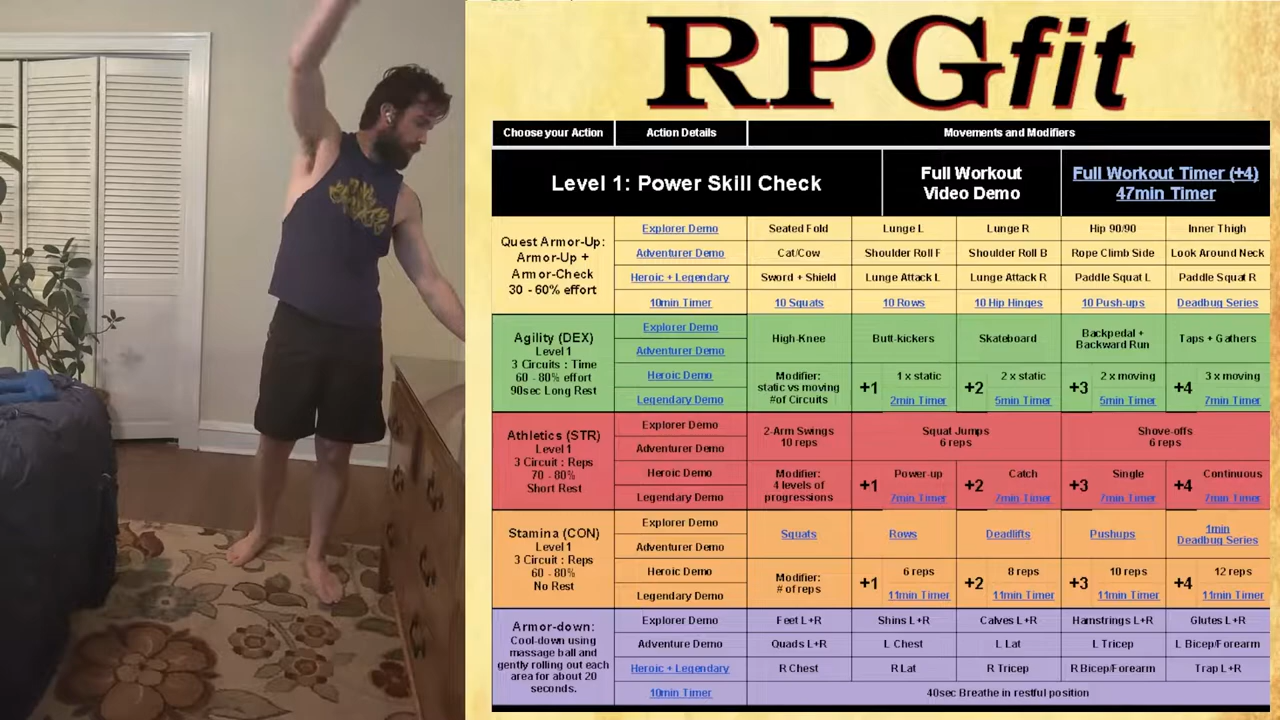 RPGfit
Choose your Action
Action Details
Movements and Modifiers
Level 1: Power Skill Check
Full Workout
Video Demo
Full Workout Timer (+4)
47min Timer
Quest Armor-Up:
Armor-Up +
Armor-Check
30 - 60% effort
Explorer Demo
Seated Fold
Lunge L
Lunge R
Hip 90/90
Inner Thigh
Adventurer Demo
Cat/Cow
Shoulder Roll F
Shoulder Roll B
Rope Climb Side
Look Around Neck
Heroic + Legendary
Sword + Shield
Lunge Attack L
Lunge Attack R
Paddle Squat L
Paddle Squat R
10min Timer
10 Squats
10 Rows
10 Hip Hinges
10 Push-ups
Deadbug Series
Agility (DEX)
Level 1
3 Circuits : Time
60 - 80% effort
90sec Long Rest
Explorer Demo
Adventurer Demo
High-Knee
Butt-kickers
Skateboard
Backpedal +
Backward Run
Taps + Gathers
Heroic Demo
Legendary Demo
Modifier:
static vs moving
#of Circuits
+1
1 x static
2min Timer
+2
2 x static
5min Timer
+3
2 x moving
5min Timer
+4
3 x moving
7min Timer
Athletics (STR)
Level 1
3 Circuit : Reps
70 - 80%
Short Rest
Explorer Demo
Adventurer Demo
2-Arm Swings
10 reps
Squat Jumps
6 reps
Shove-offs
6 reps
Heroic Demo
Legendary Demo
Modifier:
4 levels of
progressions
+1
Power-up
7min Timer
+2
Catch
7min Timer
+3
Single
7min Timer
+4
Continuous
7min Timer
Stamina (CON)
Level 1
3 Circuit : Reps
60 - 80%
No Rest
Explorer Demo
Adventurer Demo
Squats
Rows
Deadlifts
Pushups
1min
Deadbug Series
Heroic Demo
Legendary Demo
Modifier:
# of reps
+1
6 reps
11min Timer
+2
8 reps
11min Timer
+3
10 reps
11min Timer
+4
12 reps
11min Timer
Armor-down:
Cool-down using
massage ball and
gently rolling out each
area for about 20
seconds.
Explorer Demo
Feet L+R
Shins L+R
Calves L+R
Hamstrings L+R
Glutes L+R
Adventure Demo
Quads L+R
L Chest
L Lat
L Tricep
L Bicep/Forearm
Heroic + Legendary
R Chest
R Lat
R Tricep
R Bicep/Forearm
Trap L+R
10min Timer
40sec Breathe in restful position